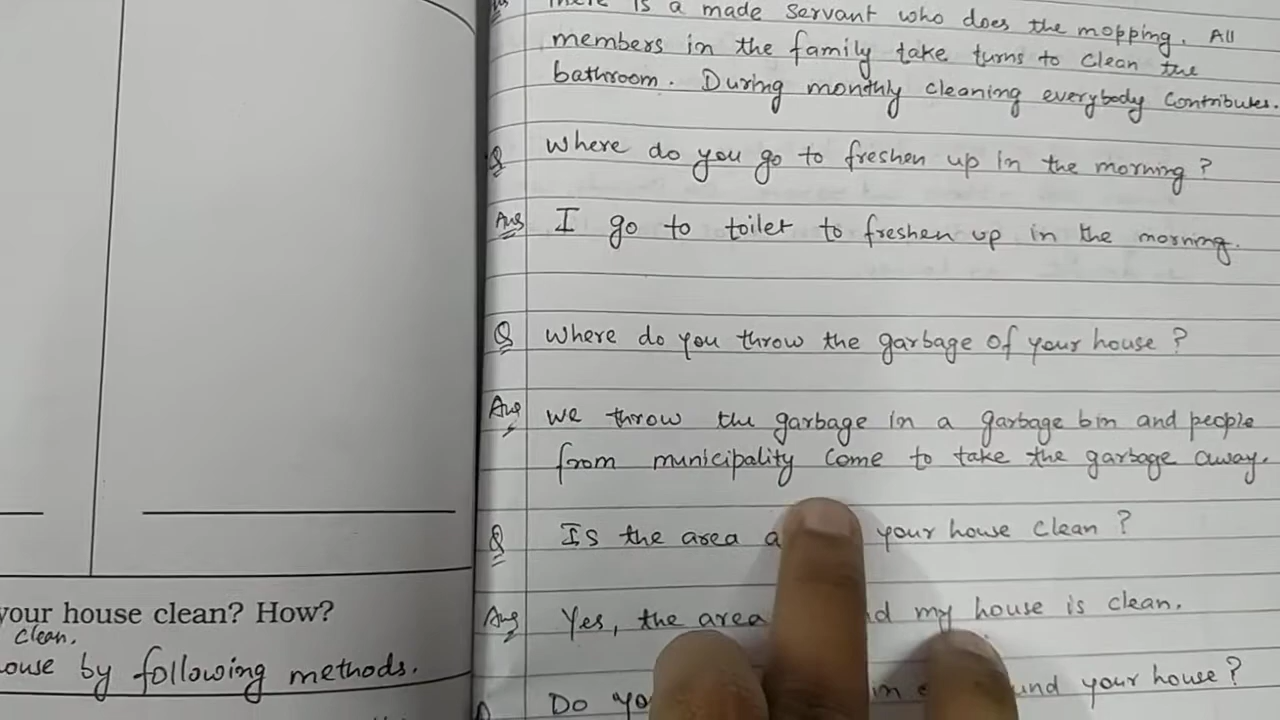 your house clean? How?
clean.
ouse by following methods.
There is a made servant who does the mopping. All
members in the family take turns to clean the
bathroom. During monthly cleaning everybody contributes.
Q Where do you go to freshen up in the morning?
Ans I go to toilet to freshen up in the morning.
Q Where do you throw the garbage of your house?
Ans We throw the garbage in a garbage bin and people
from municipality come to take the garbage away.
Q Is the area a your house clean?
Ans Yes, the area nd my house is clean.
Do yo und your house?